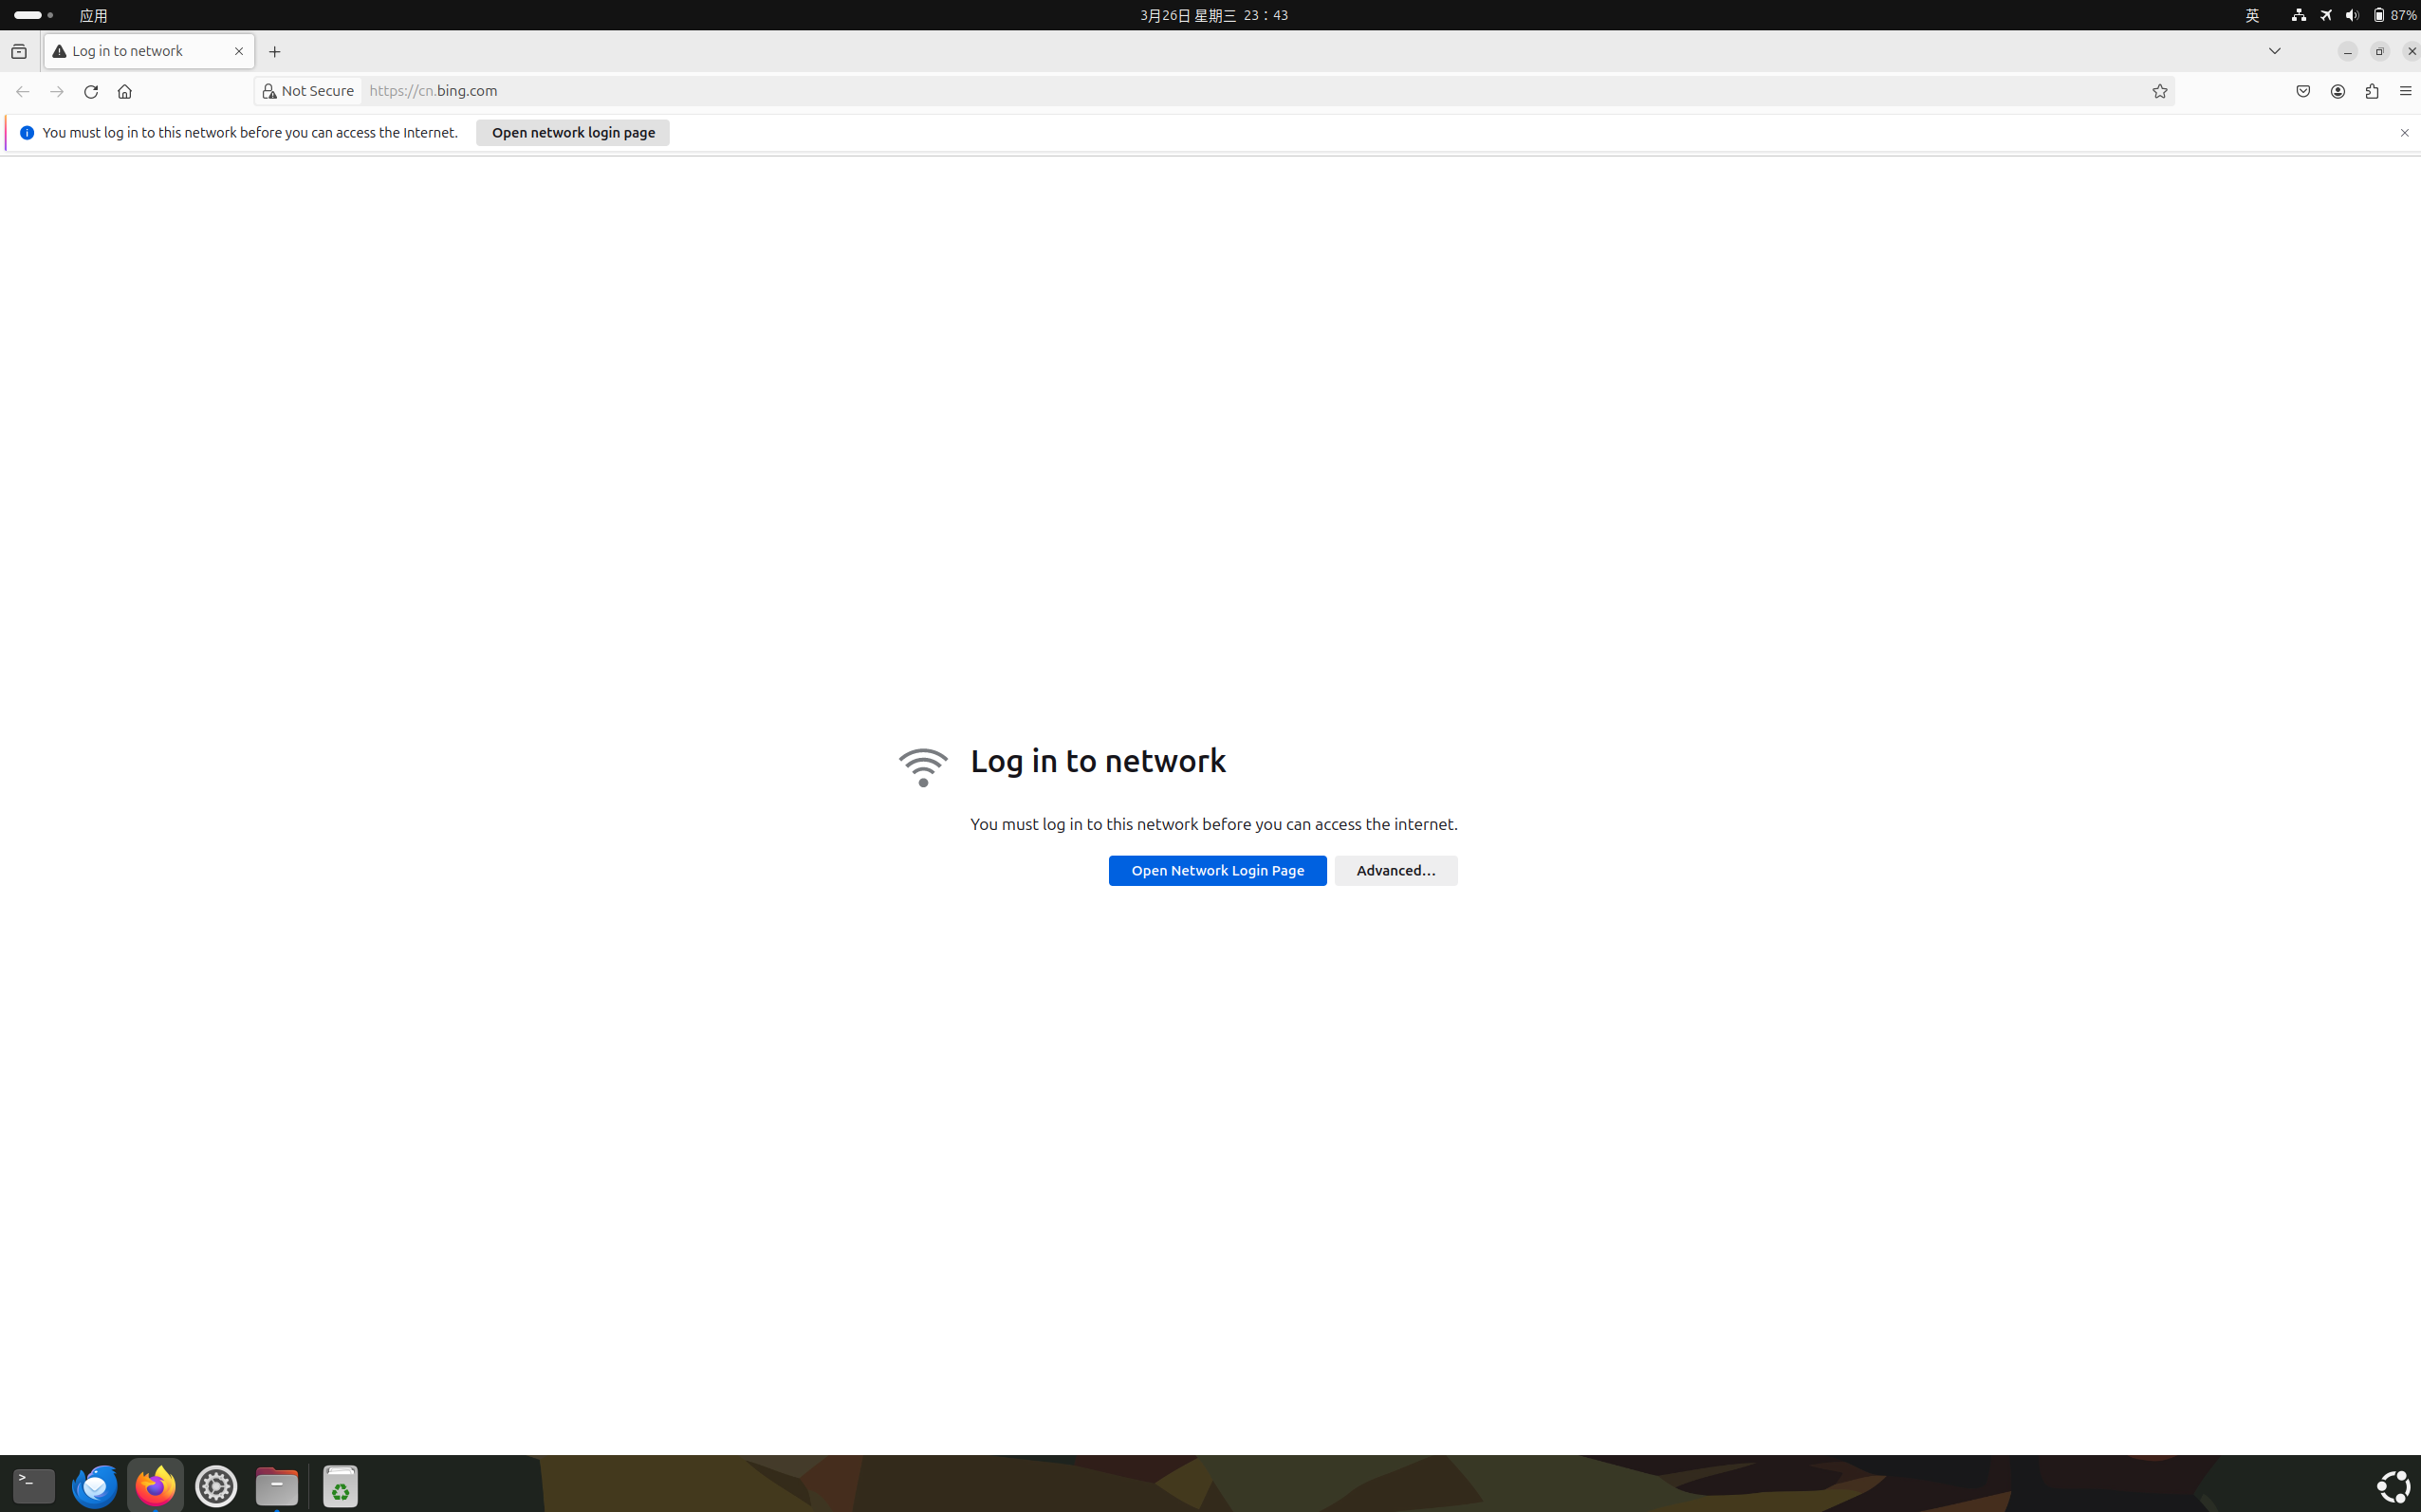 应用
3月26日 星期三 23：43
英
87%
Log in to network
Not Secure
https://cn.bing.com
You must log in to this network before you can access the Internet.
Open network login page
Log in to network
You must log in to this network before you can access the internet.
Open Network Login Page
Advanced…
>_